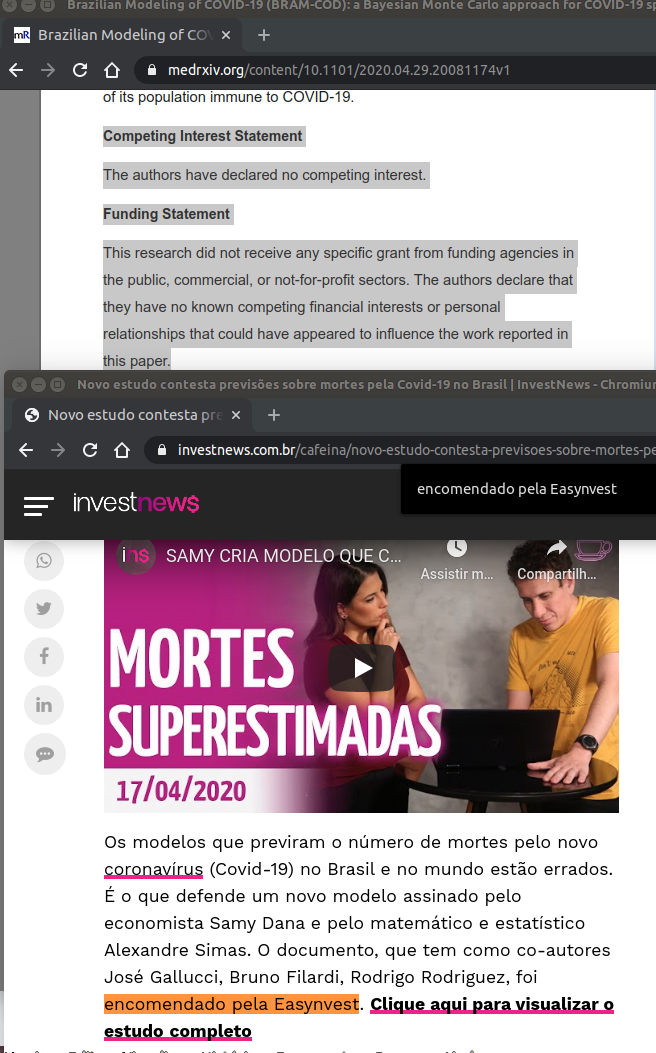 Brazilian Modeling of COVID-19 (BRAM-COD): a Bayesian Monte Carlo approach for COVID-19 sp
mR Brazilian Modeling of COV
medrxiv.org/content/10.1101/2020.04.29.20081174v1
of its population immune to COVID-19.
Competing Interest Statement
The authors have declared no competing interest.
Funding Statement
This research did not receive any specific grant from funding agencies in
the public, commercial, or not-for-profit sectors. The authors declare that
they have no known competing financial interests or personal
relationships that could have appeared to influence the work reported in
this paper.
Novo estudo contesta previsões sobre mortes pela Covid-19 no Brasil | InvestNews - Chromium
Novo estudo contesta pre
investnews.com.br/cafeina/novo-estudo-contesta-previsoes-sobre-mortes-pe
encomendado pela Easynvest
investnew$
in$ SAMY CRIA MODELO QUE C...
Assistir m... Compartilh...
MORTES
SUPERESTIMADAS
17/04/2020
Os modelos que previram o número de mortes pelo novo
coronavírus (Covid-19) no Brasil e no mundo estão errados.
É o que defende um novo modelo assinado pelo
economista Samy Dana e pelo matemático e estatístico
Alexandre Simas. O documento, que tem como co-autores
José Gallucci, Bruno Filardi, Rodrigo Rodriguez, foi
encomendado pela Easynvest. Clique aqui para visualizar o
estudo completo